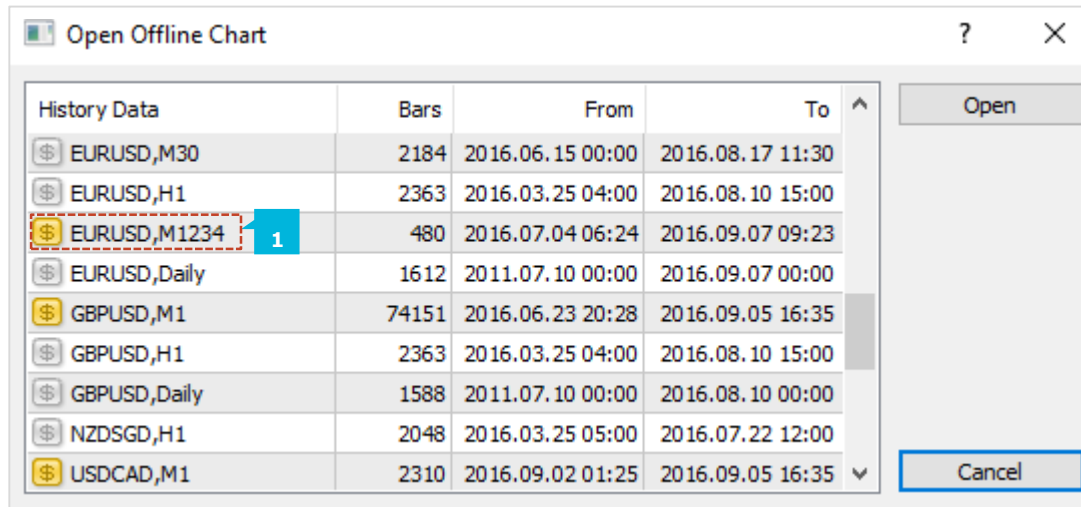 Open Offline Chart ?
History Data Bars From To Open
EURUSD,M30 2184 2016.06.15 00:00 2016.08.17 11:30
EURUSD,H1 2363 2016.03.25 04:00 2016.08.10 15:00
EURUSD,M1234 1 480 2016.07.04 06:24 2016.09.07 09:23
EURUSD,Daily 1612 2011.07.10 00:00 2016.09.07 00:00
GBPUSD,M1 74151 2016.06.23 20:28 2016.09.05 16:35
GBPUSD,H1 2363 2016.03.25 04:00 2016.08.10 15:00
GBPUSD,Daily 1588 2011.07.10 00:00 2016.08.10 00:00
NZDSGD,H1 2048 2016.03.25 05:00 2016.07.22 12:00
USDCAD,M1 2310 2016.09.02 01:25 2016.09.05 16:35 Cancel